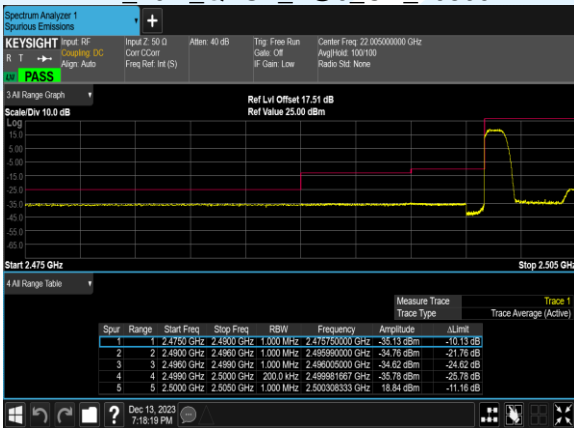 Spectrum Analyzer 1
Spurious Emissions
+
KEYSIGHT Input: RF Input Z: 50 Ω Atten: 40 dB Trig: Free Run Center Freq: 22.005000000 GHz
R T Coupling: DC Corr CCorr Gate: Off Avg|Hold: 100/100
Align: Auto Freq Ref: Int (S) IF Gain: Low Radio Std: None
PASS
3 All Range Graph
Ref Lvl Offset 17.51 dB
Scale/Div 10.0 dB Ref Value 25.00 dBm
Log
15.0
5.00
-5.00
-15.0
-25.0
-35.0
-45.0
-55.0
-65.0
Start 2.475 GHz Stop 2.505 GHz
4 All Range Table
Measure Trace Trace 1
Trace Type Trace Average (Active)
Spur Range Start Freq Stop Freq RBW Frequency Amplitude ΔLimit
1 1 2.4750 GHz 2.4900 GHz 1.000 MHz 2.475750000 GHz -35.13 dBm -10.13 dB
2 2 2.4900 GHz 2.4960 GHz 1.000 MHz 2.495990000 GHz -34.76 dBm -21.76 dB
3 3 2.4960 GHz 2.4990 GHz 1.000 MHz 2.496005000 GHz -34.62 dBm -24.62 dB
4 4 2.4990 GHz 2.5000 GHz 200.0 kHz 2.499981667 GHz -35.78 dBm -25.78 dB
5 5 2.5000 GHz 2.5050 GHz 1.000 MHz 2.500308333 GHz 18.84 dBm -11.16 dB
?
Dec 13, 2023
7:18:19 PM